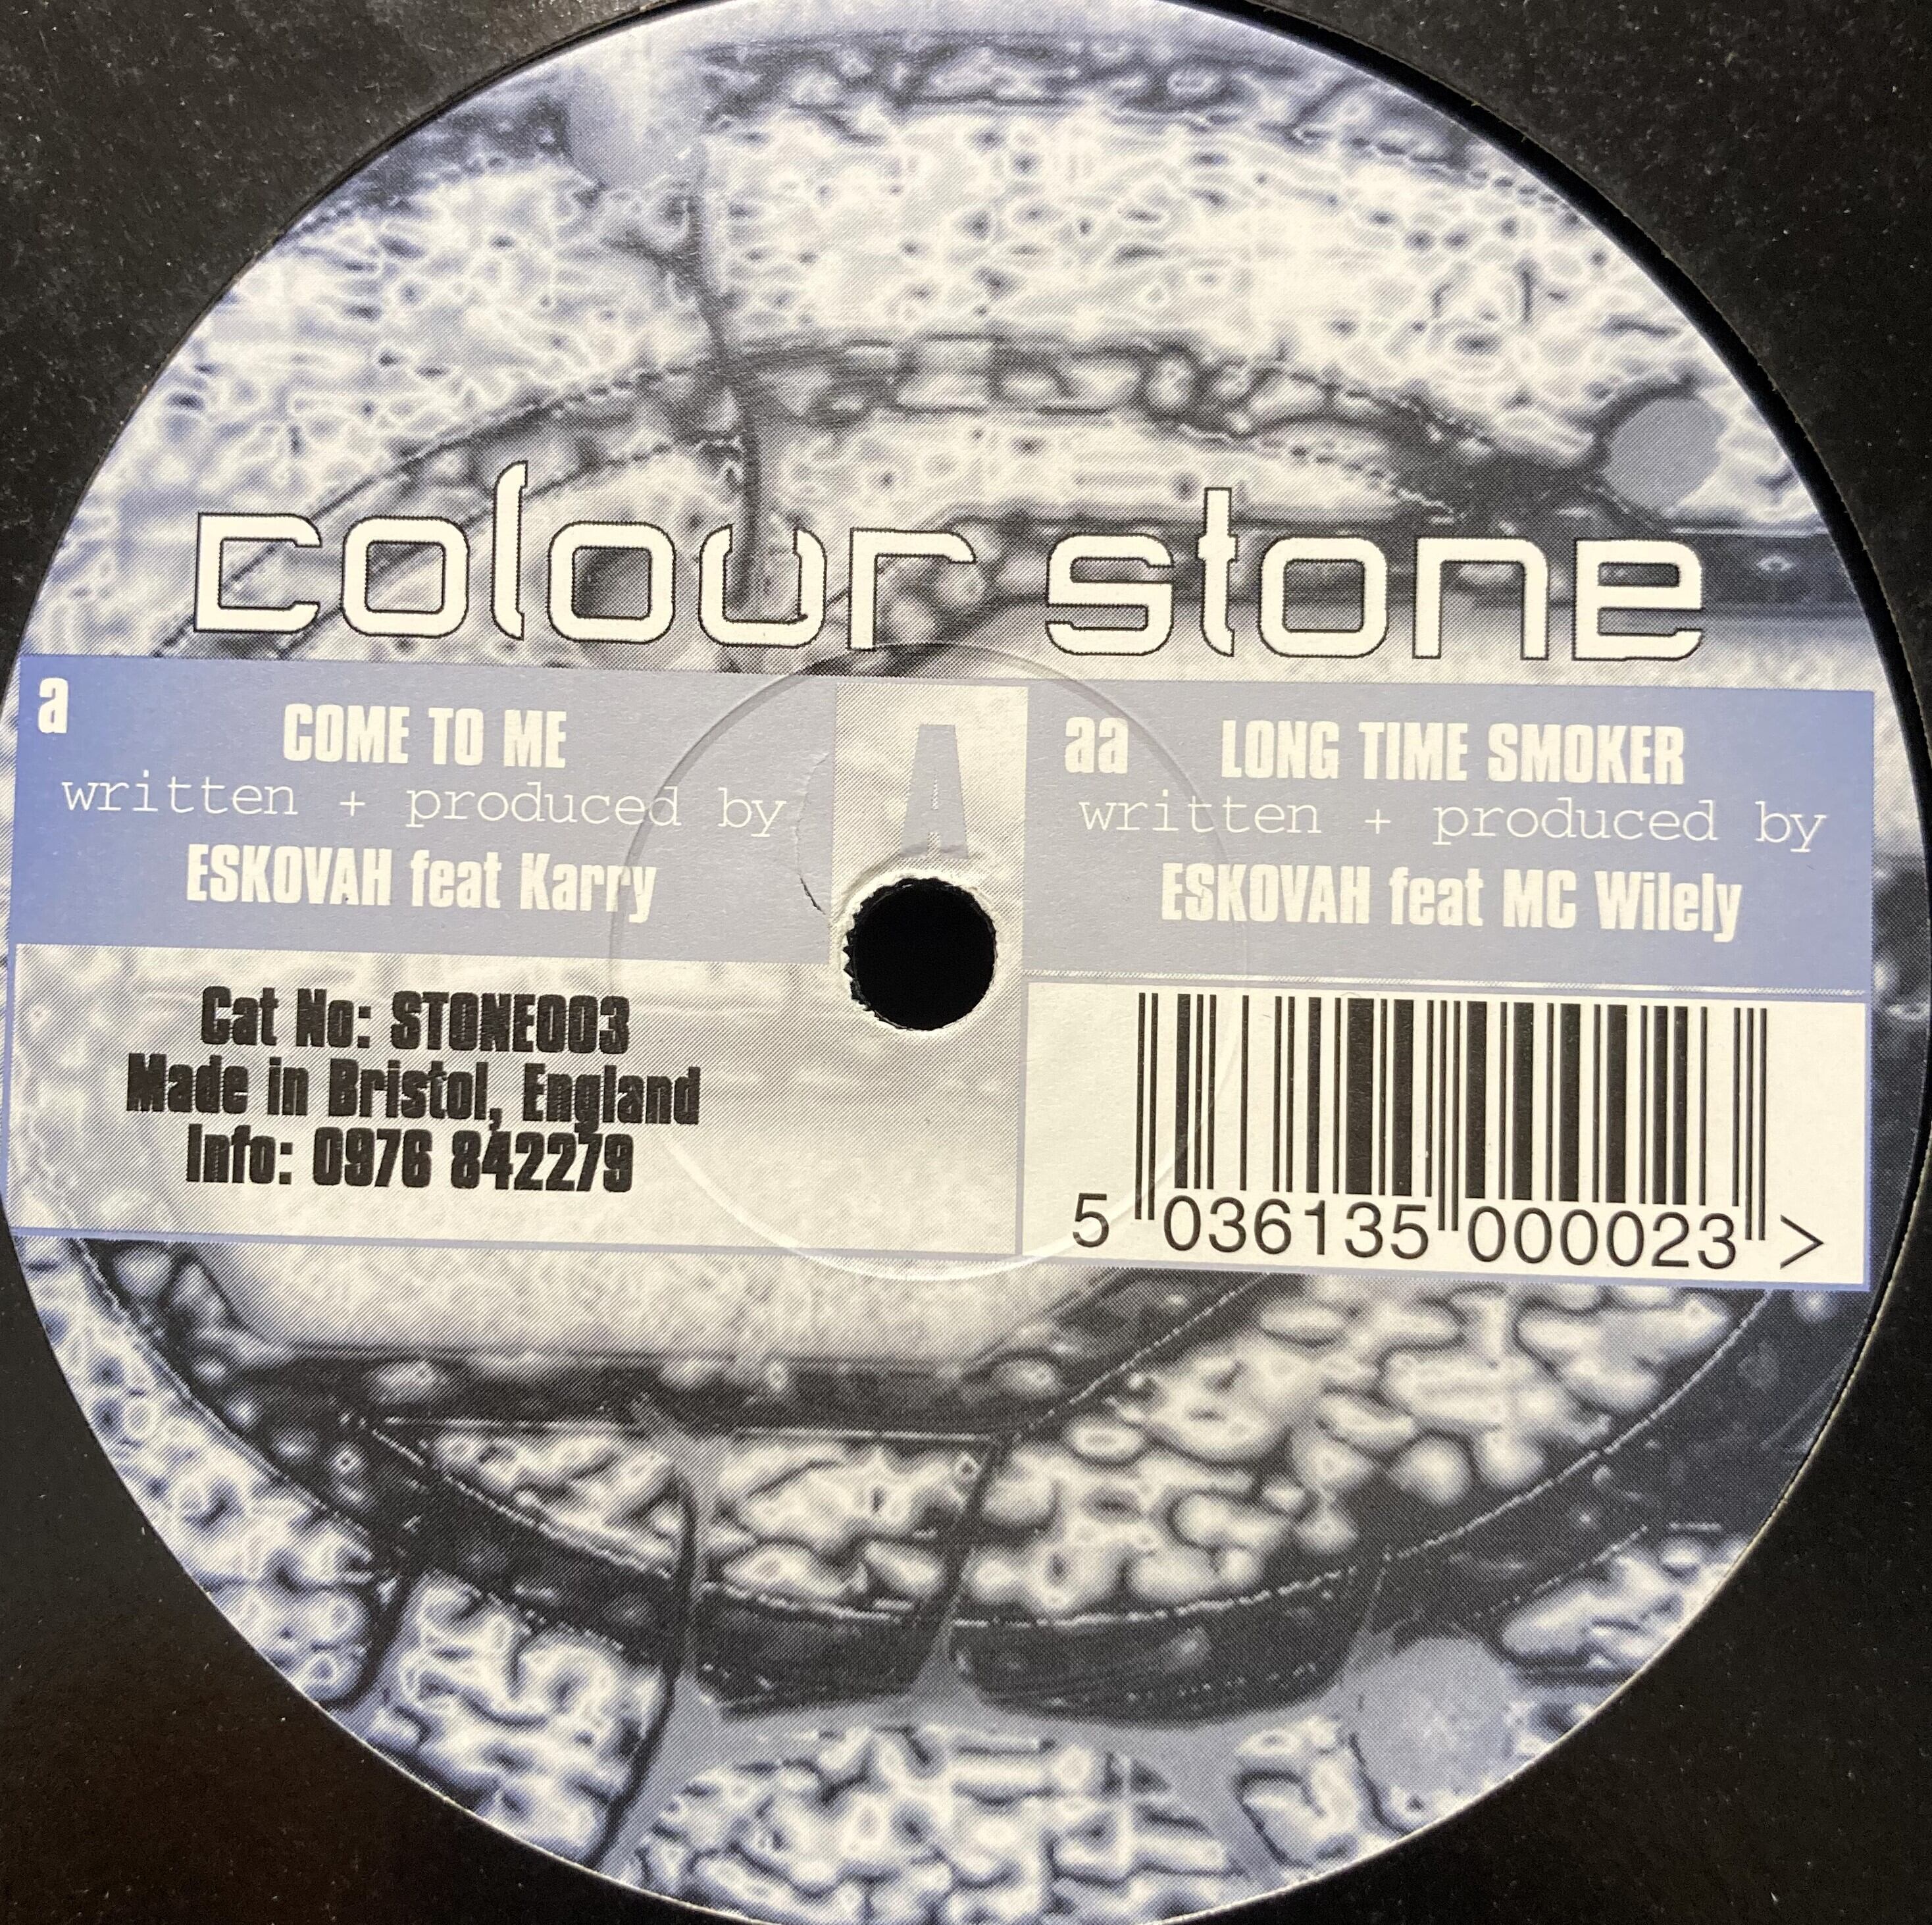 colour stone
a
COME TO ME
written + produced by
ESKOVAH feat Karry
A
aa
LONG TIME SMOKER
written + produced by
ESKOVAH feat MC Wilely
Cat No: STONE003
Made in Bristol, England
Info: 0976 842279
5 036135 000023 >